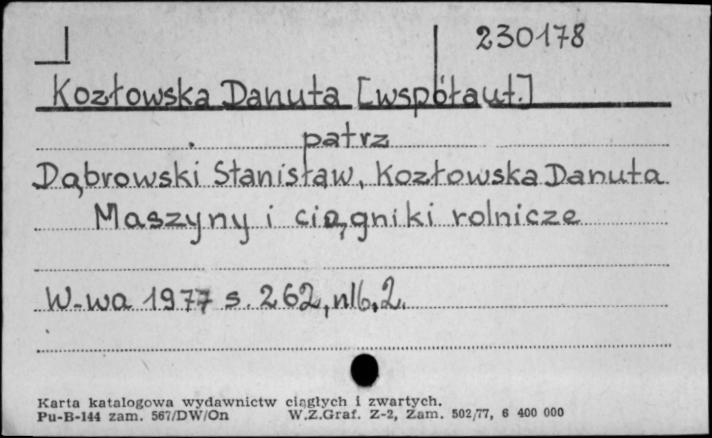 230178
Kozłowska Danuta [współaut.]
patrz
Dąbrowski Stanisław, Kozłowska Danuta
Maszyny i ciągniki rolnicze
W-wa 1977 s. 262, nlb. 2.
Karta katalogowa wydawnictw ciągłych i zwartych.
Pu-B-144 zam. 567/DW/On W.Z.Graf. Z-2, Zam. 502/77, 6 400 000